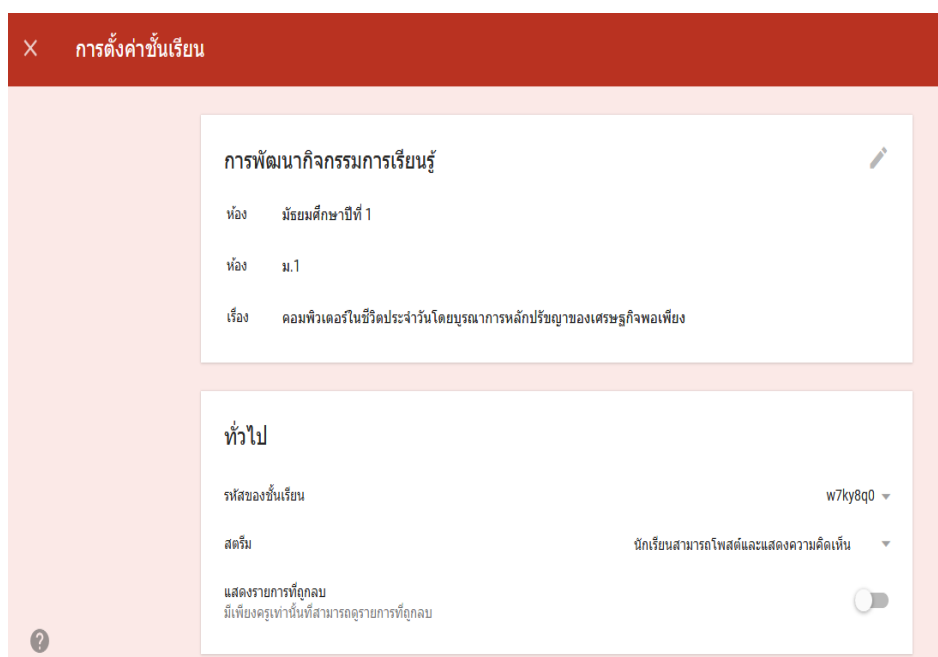 การตั้งค่าชั้นเรียน
การพัฒนากิจกรรมการเรียนรู้
ห้อง มัธยมศึกษาปีที่ 1
ห้อง ม.1
เรื่อง คอมพิวเตอร์ในชีวิตประจำวันโดยบูรณาการหลักปรัชญาของเศรษฐกิจพอเพียง
ทั่วไป
รหัสของชั้นเรียน w7ky8q0
สตรีม นักเรียนสามารถโพสต์และแสดงความคิดเห็น
แสดงรายการที่ถูกลบ
มีเพียงครูเท่านั้นที่สามารถดูรายการที่ถูกลบ